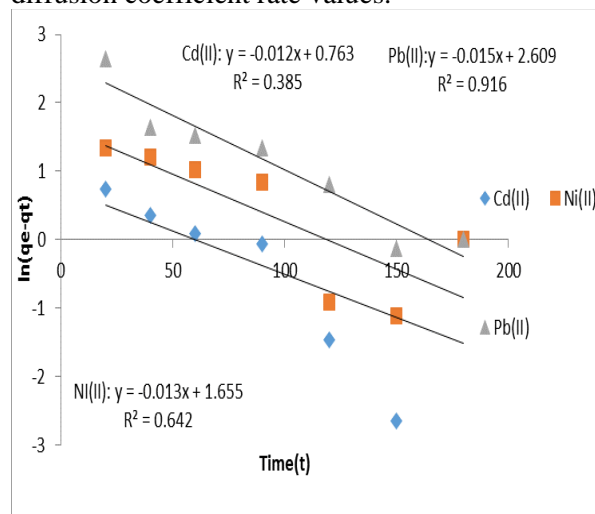 diffusion coefficient rate values.
3
Cd(II): y = -0.012x + 0.763
R² = 0.385
Pb(II):y = -0.015x + 2.609
R² = 0.916
2
1
Cd(II)
Ni(II)
0
0
50
100
150
200
ln(qe-qt)
-1
Pb(II)
-2
NI(II): y = -0.013x + 1.655
R² = 0.642
-3
Time(t)